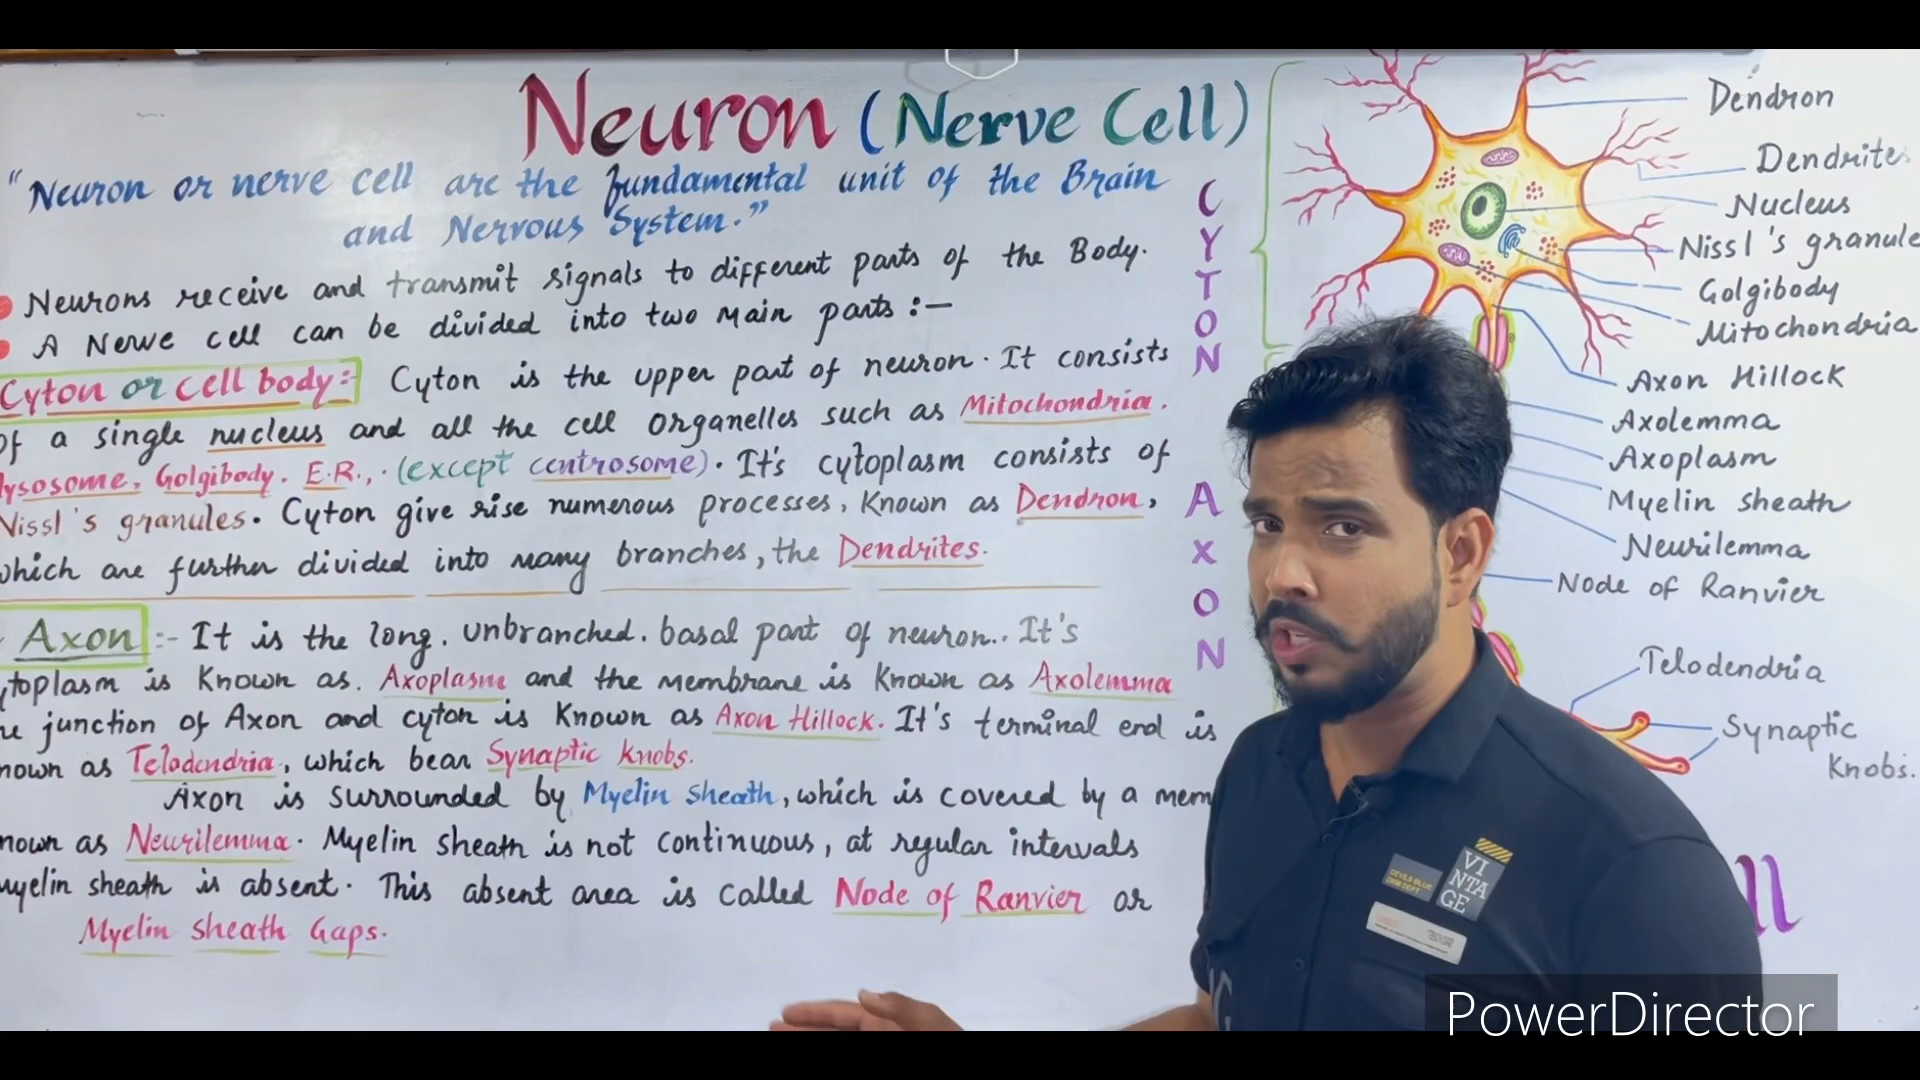 Neuron (Nerve Cell)
"Neuron or nerve cell are the fundamental unit of the Brain
and Nervous System."
Neurons receive and transmit signals to different parts of the Body.
A Nerve cell can be divided into two main parts :-
Cyton or cell body:- Cyton is the upper part of neuron. It consists
of a single nucleus and all the cell organelles such as Mitochondria.
lysosome, Golgibody. E.R., . (except centrosome). It's cytoplasm consists of
Nissl's granules. Cyton give rise numerous processes, known as Dendron,
which are further divided into many branches, the Dendrites.
Axon :- It is the long, unbranched, basal part of neuron.. It's
ytoplasm is known as. Axoplasm and the membrane is known as Axolemma
he junction of Axon and cyton is known as Axon Hillock. It's terminal end is
nown as Telodendria, which bear Synaptic knobs.
Axon is surrounded by Myelin sheath, which is covered by a mem
nown as Neurilemma. Myelin sheath is not continuous, at regular intervals
myelin sheath is absent. This absent area is called Node of Ranvier or
Myelin sheath Gaps.
CYTON
AXON
Dendron
Dendrites
Nucleus
Nissl's granule
Golgibody
Mitochondria
Axon Hillock
Axolemma
Axoplasm
Myelin sheath
Neurilemma
Node of Ranvier
Telodendria
Synaptic
Knobs.
ll
DEVILS BLUE
DNM DEPT
VI
NTA
GE
PowerDirector